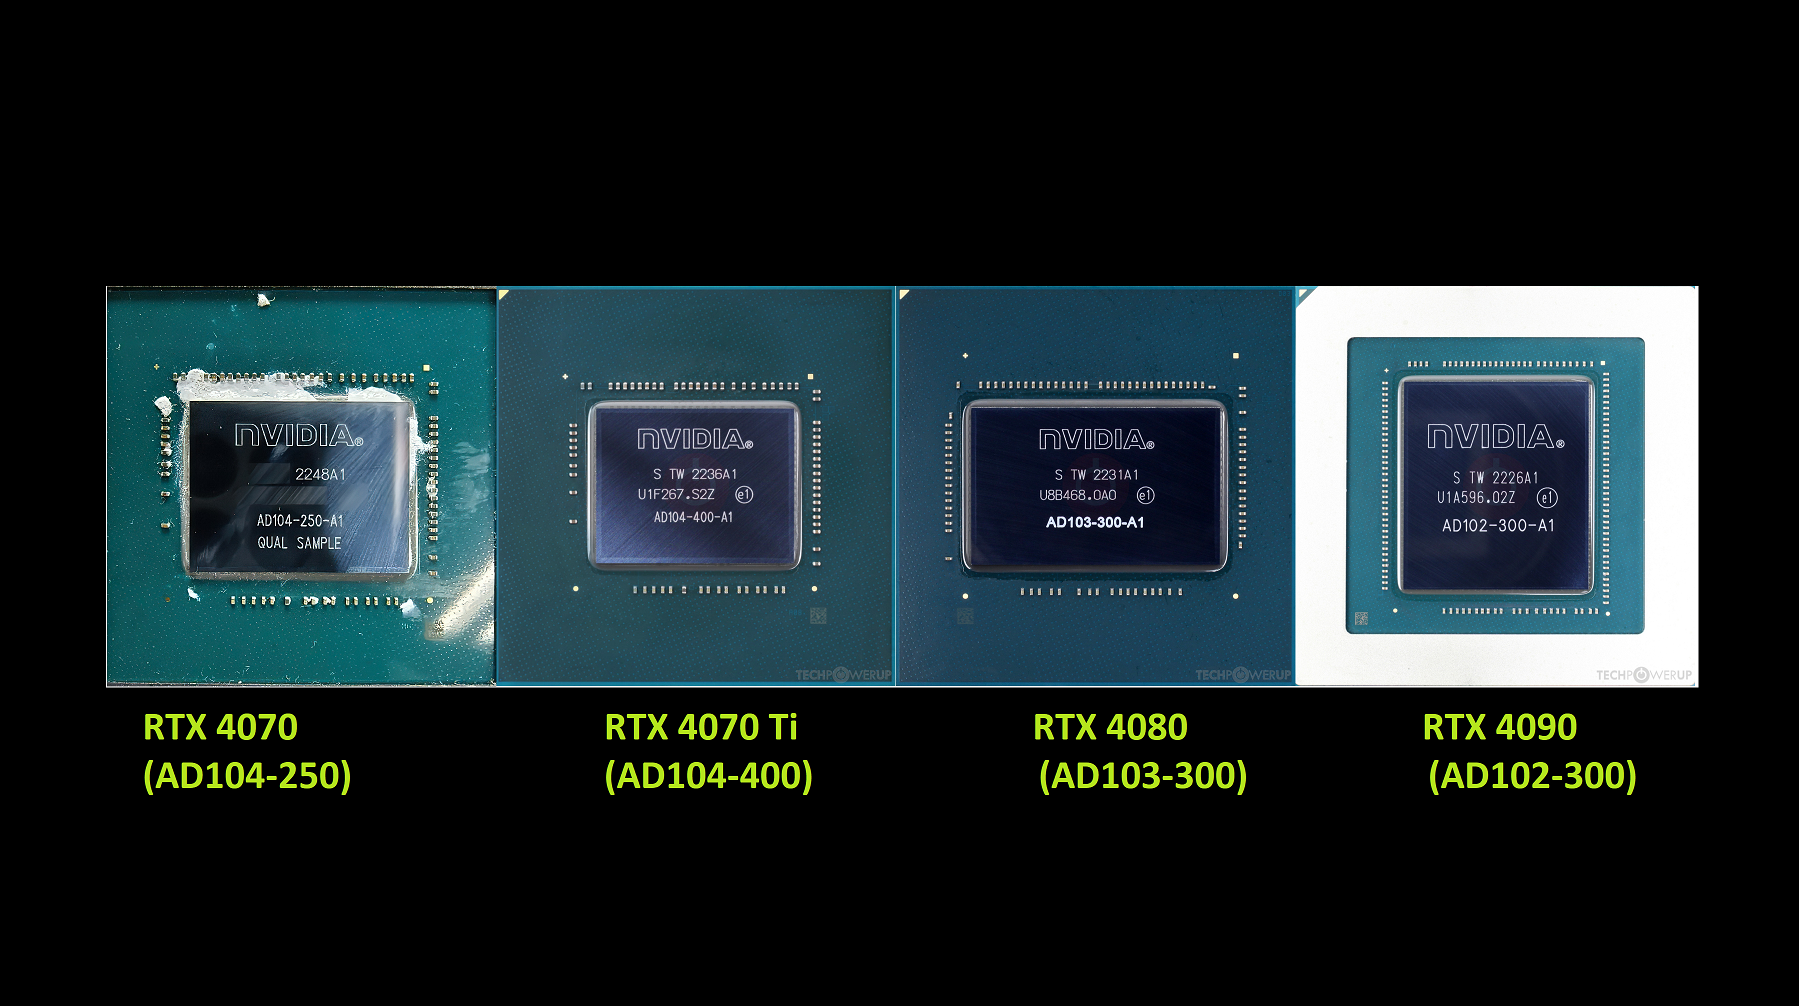 NVIDIA®
2248A1
AD104-250-A1
QUAL SAMPLE
NVIDIA®
S TW 2236A1
U1F267.S2Z e1
AD104-400-A1
TECHPOWERUP
NVIDIA®
S TW 2231A1
U8B468.0A0 e1
AD103-300-A1
TECHPOWERUP
NVIDIA®
S TW 2226A1
U1A596.02Z e1
AD102-300-A1
TECHPOWERUP
RTX 4070
(AD104-250)
RTX 4070 Ti
(AD104-400)
RTX 4080
(AD103-300)
RTX 4090
(AD102-300)